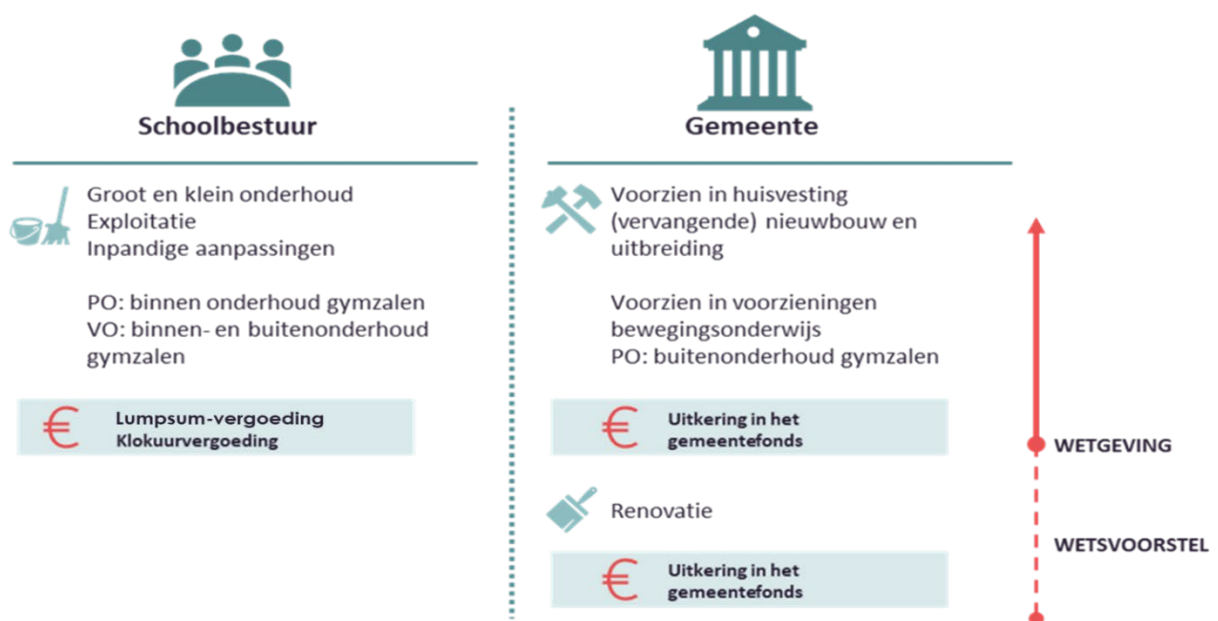 Schoolbestuur
Groot en klein onderhoud
Exploitatie
Inpandige aanpassingen
PO: binnen onderhoud gymzalen
VO: binnen- en buitenonderhoud
gymzalen
€ Lumpsum-vergoeding
Klokuurvergoeding
Gemeente
Voorzien in huisvesting
(vervangende) nieuwbouw en
uitbreiding
Voorzien in voorzieningen
bewegingsonderwijs
PO: buitenonderhoud gymzalen
€ Uitkering in het
gemeentefonds
Renovatie
€ Uitkering in het
gemeentefonds
WETGEVING
WETSVOORSTEL